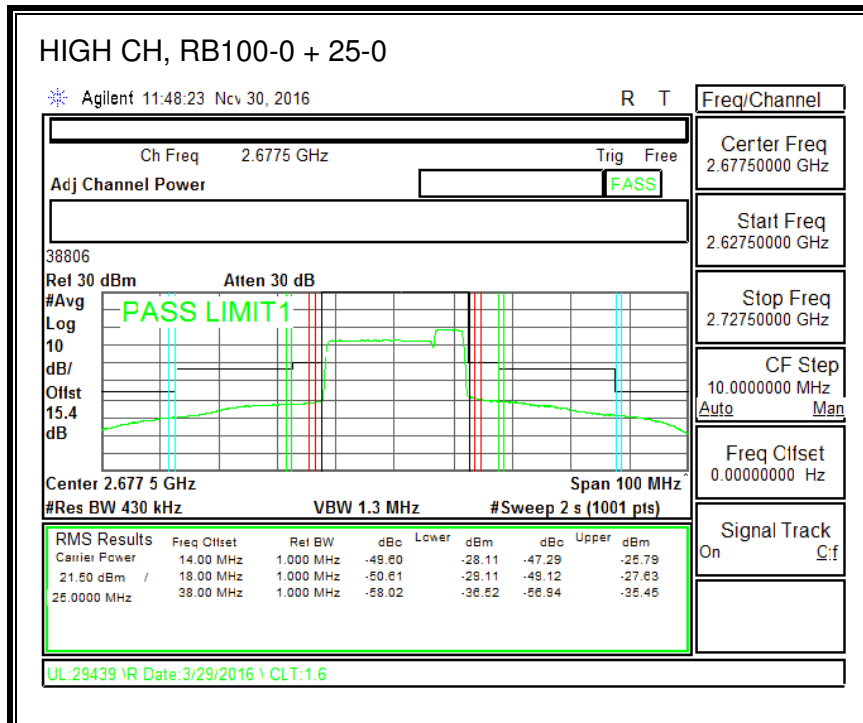 HIGH CH, RB100-0 + 25-0
Agilent 11:48:23 Nov 30, 2016 R T
Freq/Channel
Ch Freq 2.6775 GHz Trig Free
Adj Channel Power PASS
Center Freq
2.67750000 GHz
Start Freq
2.62750000 GHz
Stop Freq
2.72750000 GHz
CF Step
10.0000000 MHz
Auto Man
Freq Offset
0.00000000 Hz
Signal Track
On Off
38806
Ref 30 dBm Atten 30 dB
#Avg
Log
10
dB/
Offst
15.4
dB
PASS LIMIT1
Center 2.677 5 GHz Span 100 MHz^
#Res BW 430 kHz VBW 1.3 MHz #Sweep 2 s (1001 pts)
RMS Results Freq Offset Ref BW dBc Lower dBm dBc Upper dBm
Carrier Power 14.00 MHz 1.000 MHz -49.60 -28.11 -47.29 -25.79
21.50 dBm / 18.00 MHz 1.000 MHz -50.61 -29.11 -49.12 -27.63
25.0000 MHz 38.00 MHz 1.000 MHz -58.02 -36.52 -56.94 -35.45
UL:29439 \R Date:3/29/2016 \ CLT:1.6